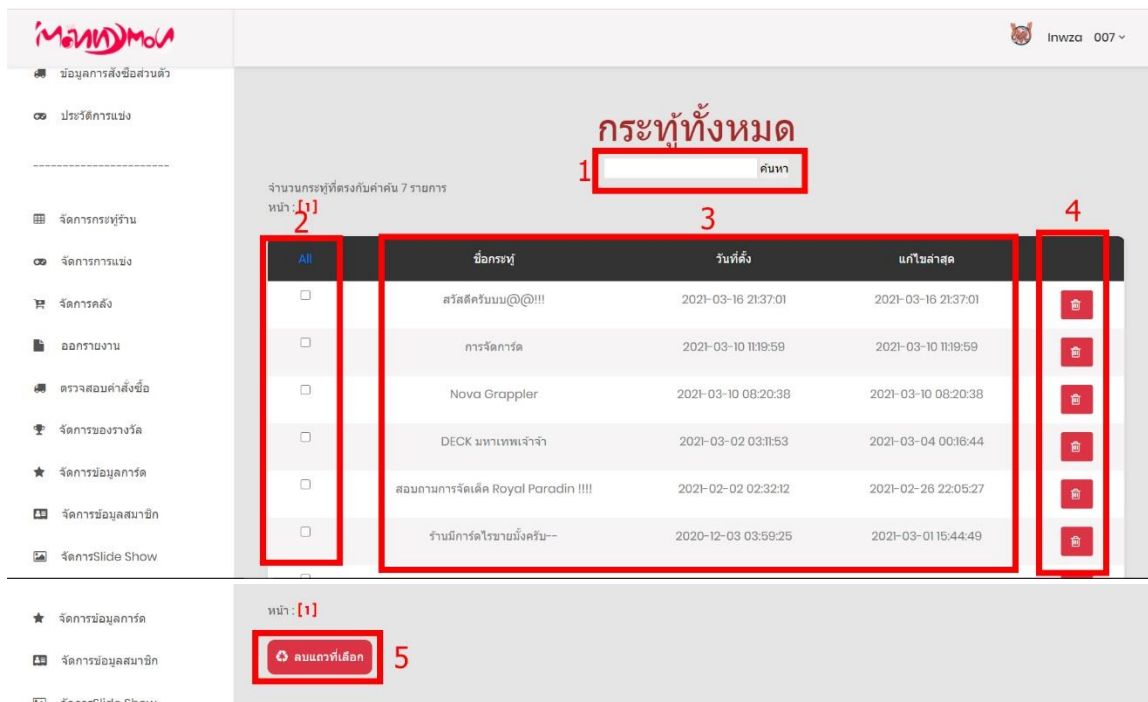 Inwza 007
ข้อมูลการสั่งซื้อส่วนตัว
ประวัติการแข่ง
------------------------
จัดการกระทู้ร้าน
จัดการการแข่ง
จัดการคลัง
ออกรายงาน
ตรวจสอบคำสั่งซื้อ
จัดการของรางวัล
จัดการข้อมูลการ์ด
จัดการข้อมูลสมาชิก
จัดการSlide Show
กระทู้ทั้งหมด
1 ค้นหา
จำนวนกระทู้ที่ตรงกับคำค้น 7 รายการ
หน้า : [1]
2 3 4
All ชื่อกระทู้ วันที่ตั้ง แก้ไขล่าสุด
สวัสดีครับบบ@@!!! 2021-03-16 21:37:01 2021-03-16 21:37:01
การจัดการ์ด 2021-03-10 11:19:59 2021-03-10 11:19:59
Nova Grappler 2021-03-10 08:20:38 2021-03-10 08:20:38
DECK มหาเทพเจ้าจ๋า 2021-03-02 03:11:53 2021-03-04 00:16:44
สอบถามการจัดเด็ค Royal Paradin !!!! 2021-02-02 02:32:12 2021-02-26 22:05:27
ร้านมีการ์ดไรขายมั้งครับ-- 2020-12-03 03:59:25 2021-03-01 15:44:49
จัดการข้อมูลการ์ด
จัดการข้อมูลสมาชิก
หน้า : [1]
ลบแถวที่เลือก 5